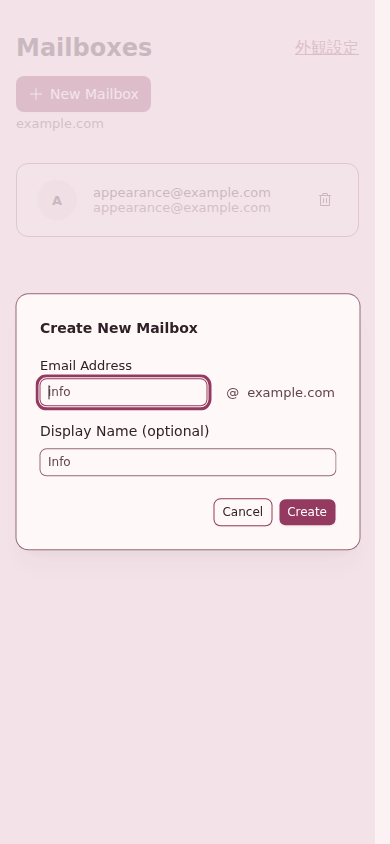 Mailboxes
外観設定
New Mailbox
example.com
A
appearance@example.com
appearance@example.com
Create New Mailbox
Email Address
info
@ example.com
Display Name (optional)
Info
Cancel
Create